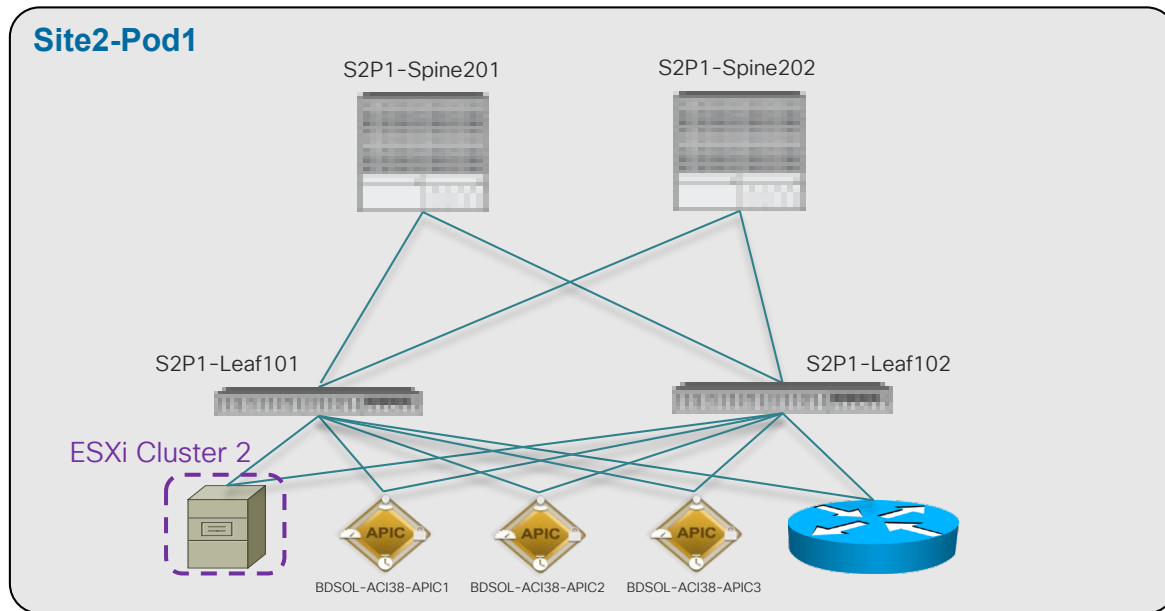 Site2-Pod1
S2P1-Spine201
S2P1-Spine202
S2P1-Leaf101
S2P1-Leaf102
ESXi Cluster 2
APIC
APIC
APIC
BDSOL-ACI38-APIC1
BDSOL-ACI38-APIC2
BDSOL-ACI38-APIC3